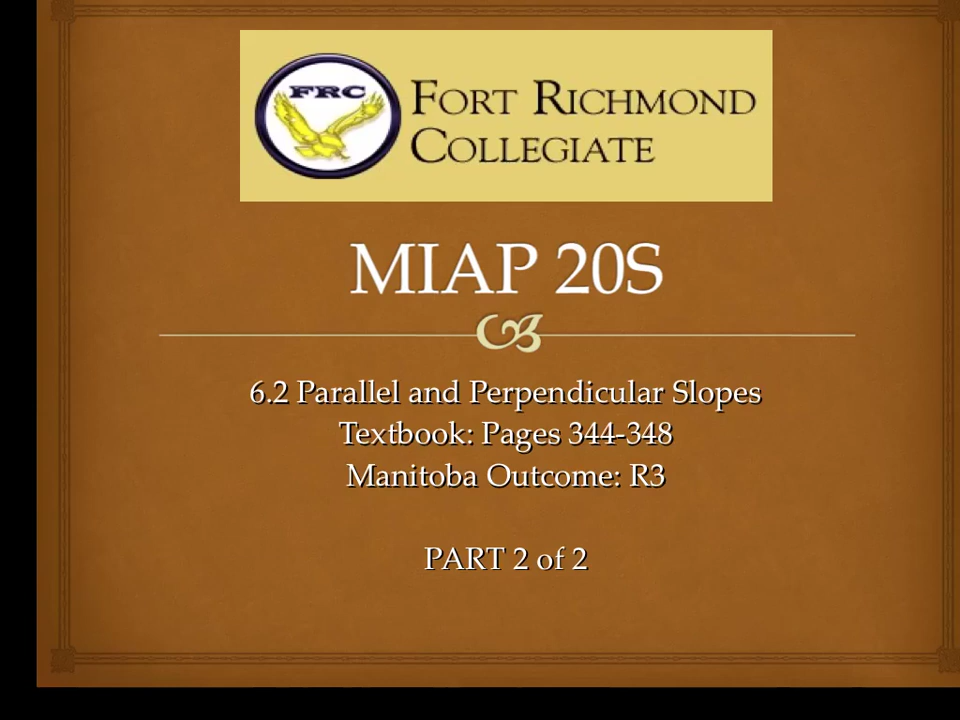 FRC
FORT RICHMOND
COLLEGIATE
MIAP 20S
6.2 Parallel and Perpendicular Slopes
Textbook: Pages 344-348
Manitoba Outcome: R3
PART 2 of 2